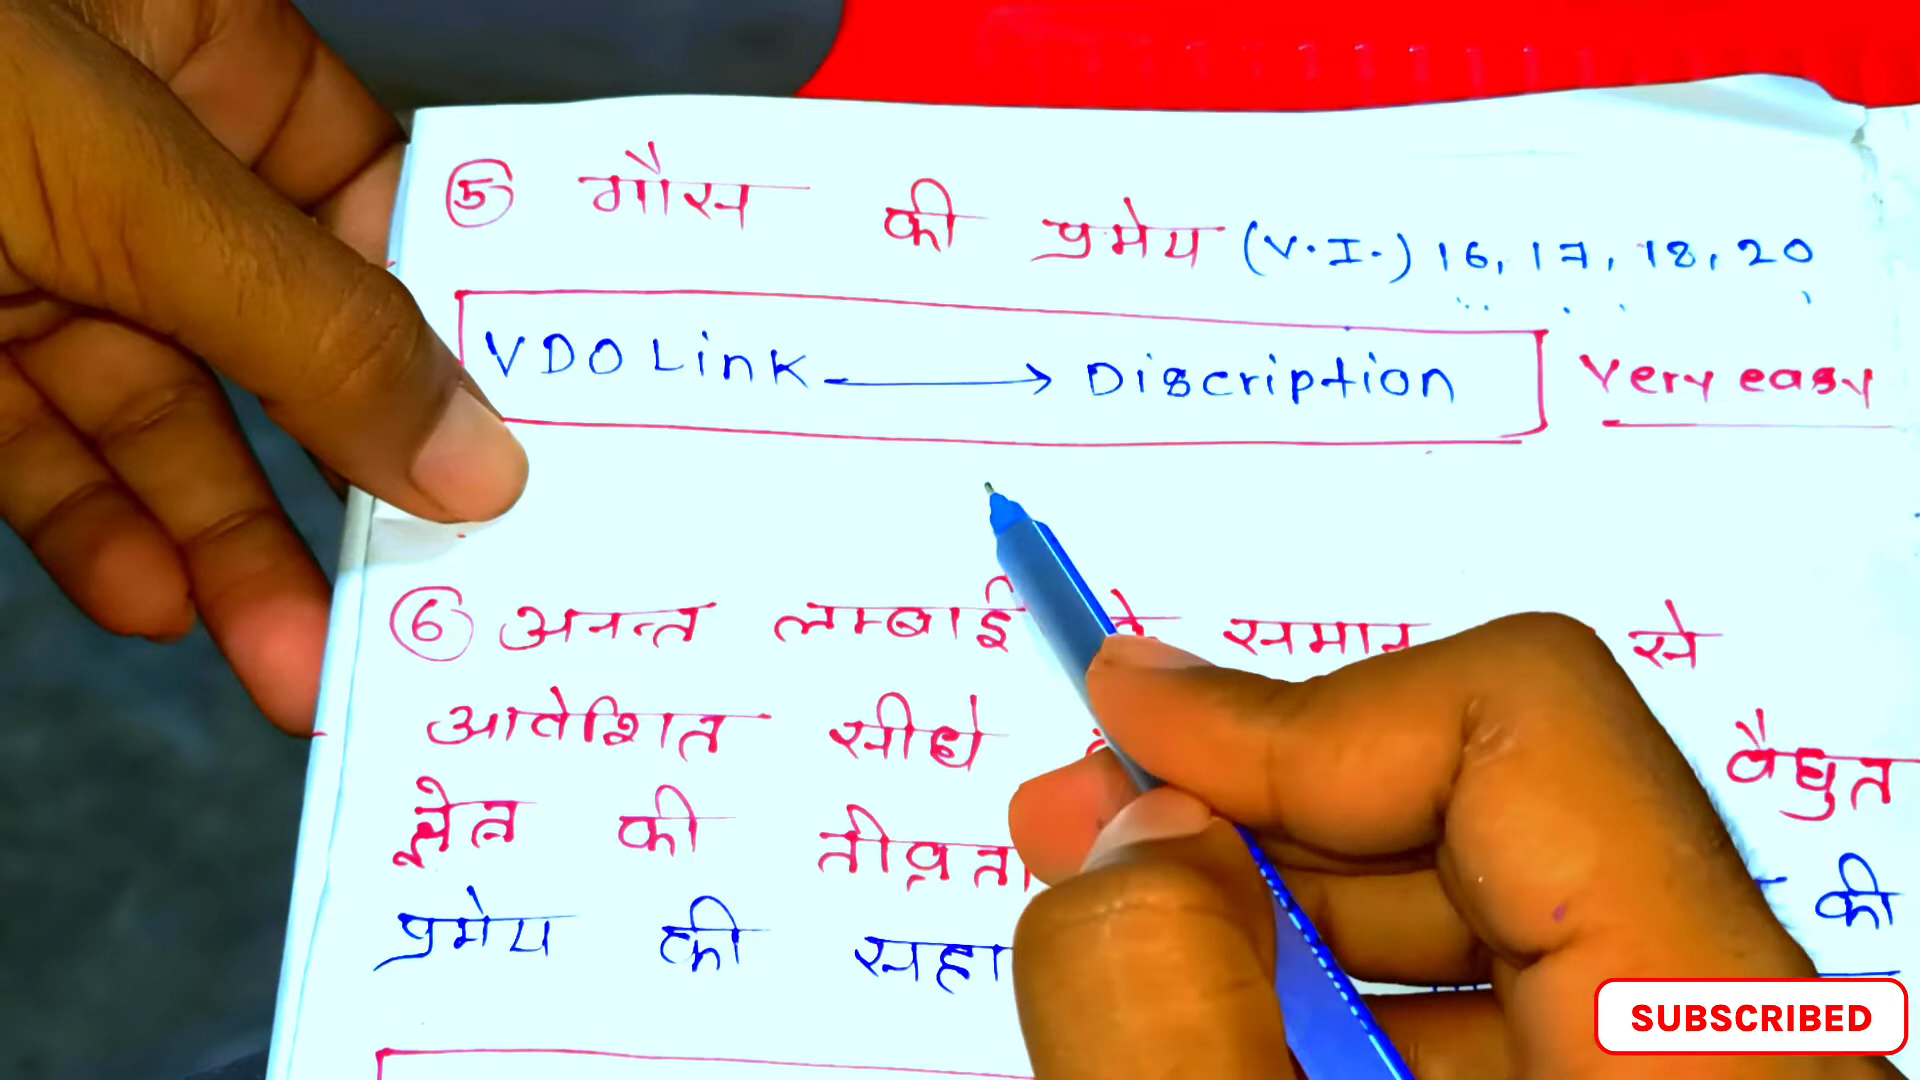 5 गौस की प्रमेय (V.I.) 16, 17, 18, 20
VDO Link → Discription Very easy
6 अनन्त लम्बाई समान से
आवेशित सीधे वैधुत
क्षेत्र की तीव्रता की
प्रमेय की सहा
SUBSCRIBED